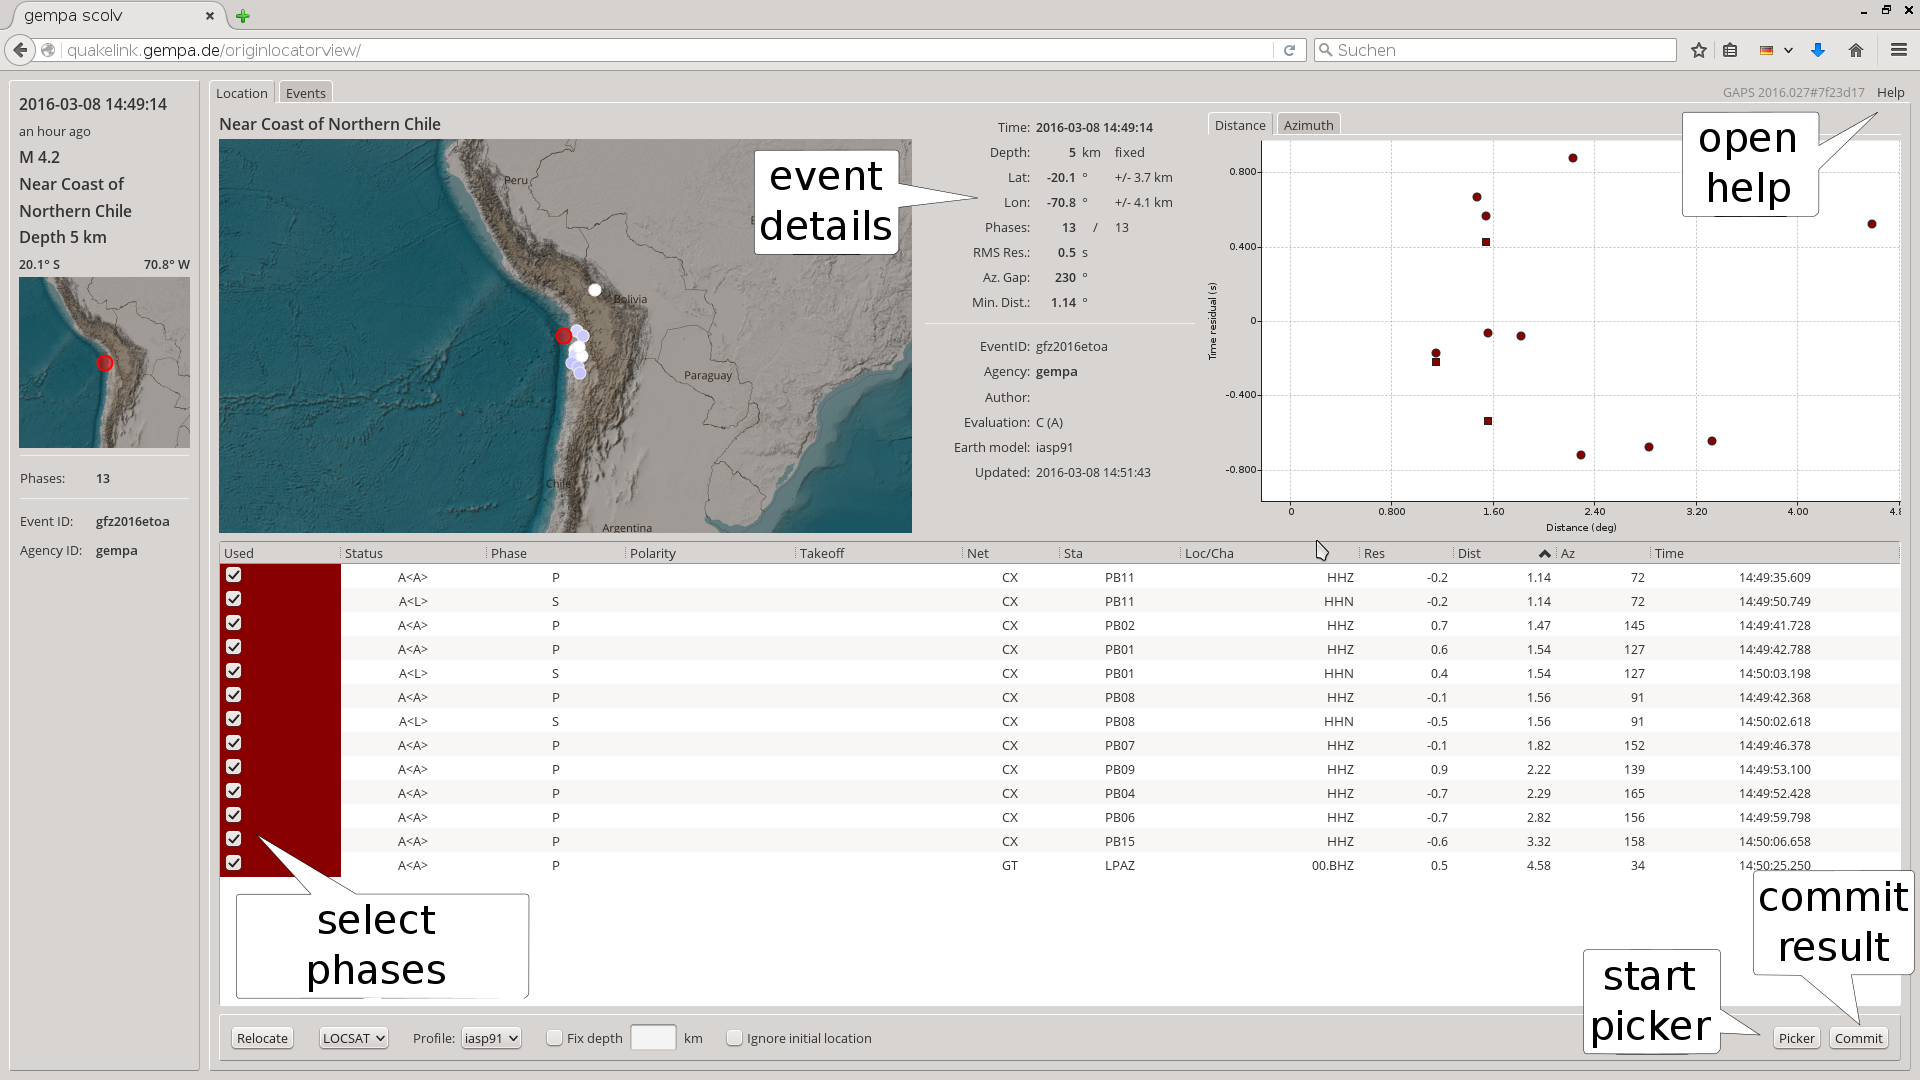 gempa scolv
quakelink.gempa.de/originlocatorview/
Suchen
2016-03-08 14:49:14
an hour ago
M 4.2
Near Coast of
Northern Chile
Depth 5 km
20.1° S 70.8° W
Phases: 13
Event ID: gfz2016etoa
Agency ID: gempa
Location Events
GAPS 2016.027#7f23d17 Help
Near Coast of Northern Chile
Peru
Bolivia
Paraguay
Chile
Argentina
event
details
Time: 2016-03-08 14:49:14
Depth: 5 km fixed
Lat: -20.1 ° +/- 3.7 km
Lon: -70.8 ° +/- 4.1 km
Phases: 13 / 13
RMS Res.: 0.5 s
Az. Gap: 230 °
Min. Dist.: 1.14 °
EventID: gfz2016etoa
Agency: gempa
Author:
Evaluation: C (A)
Earth model: iasp91
Updated: 2016-03-08 14:51:43
Distance Azimuth
open
help
0.800
0.400
0
-0.400
-0.800
Time residual (s)
0 0.800 1.60 2.40 3.20 4.00 4.8
Distance (deg)
Used Status Phase Polarity Takeoff Net Sta Loc/Cha Res Dist Az Time
A<A> P CX PB11 HHZ -0.2 1.14 72 14:49:35.609
A<L> S CX PB11 HHN -0.2 1.14 72 14:49:50.749
A<A> P CX PB02 HHZ 0.7 1.47 145 14:49:41.728
A<A> P CX PB01 HHZ 0.6 1.54 127 14:49:42.788
A<L> S CX PB01 HHN 0.4 1.54 127 14:50:03.198
A<A> P CX PB08 HHZ -0.1 1.56 91 14:49:42.368
A<L> S CX PB08 HHN -0.5 1.56 91 14:50:02.618
A<A> P CX PB07 HHZ -0.1 1.82 152 14:49:46.378
A<A> P CX PB09 HHZ 0.9 2.22 139 14:49:53.100
A<A> P CX PB04 HHZ -0.7 2.29 165 14:49:52.428
A<A> P CX PB06 HHZ -0.7 2.82 156 14:49:59.798
A<A> P CX PB15 HHZ -0.6 3.32 158 14:50:06.658
A<A> P GT LPAZ 00.BHZ 0.5 4.58 34 14:50:25.250
select
phases
commit
result
start
picker
Relocate LOCSAT Profile: iasp91 Fix depth km Ignore initial location Picker Commit